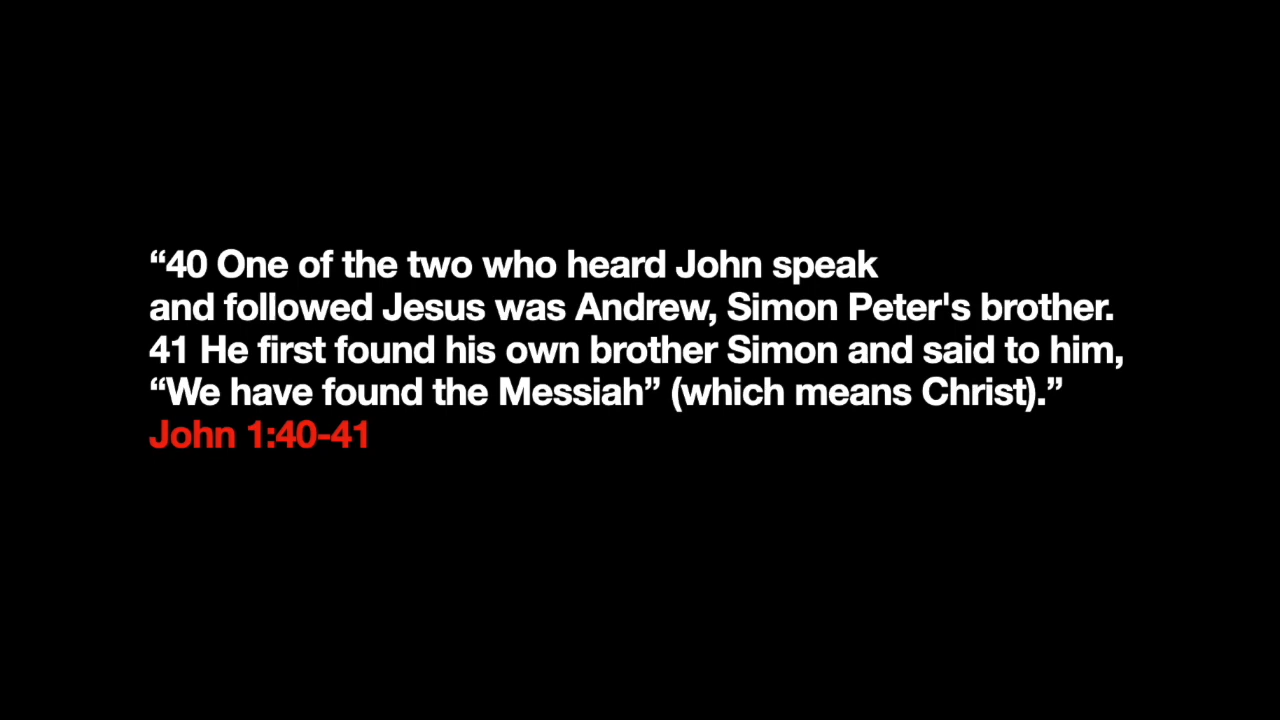 “40 One of the two who heard John speak
and followed Jesus was Andrew, Simon Peter's brother.
41 He first found his own brother Simon and said to him,
“We have found the Messiah” (which means Christ).”
John 1:40-41